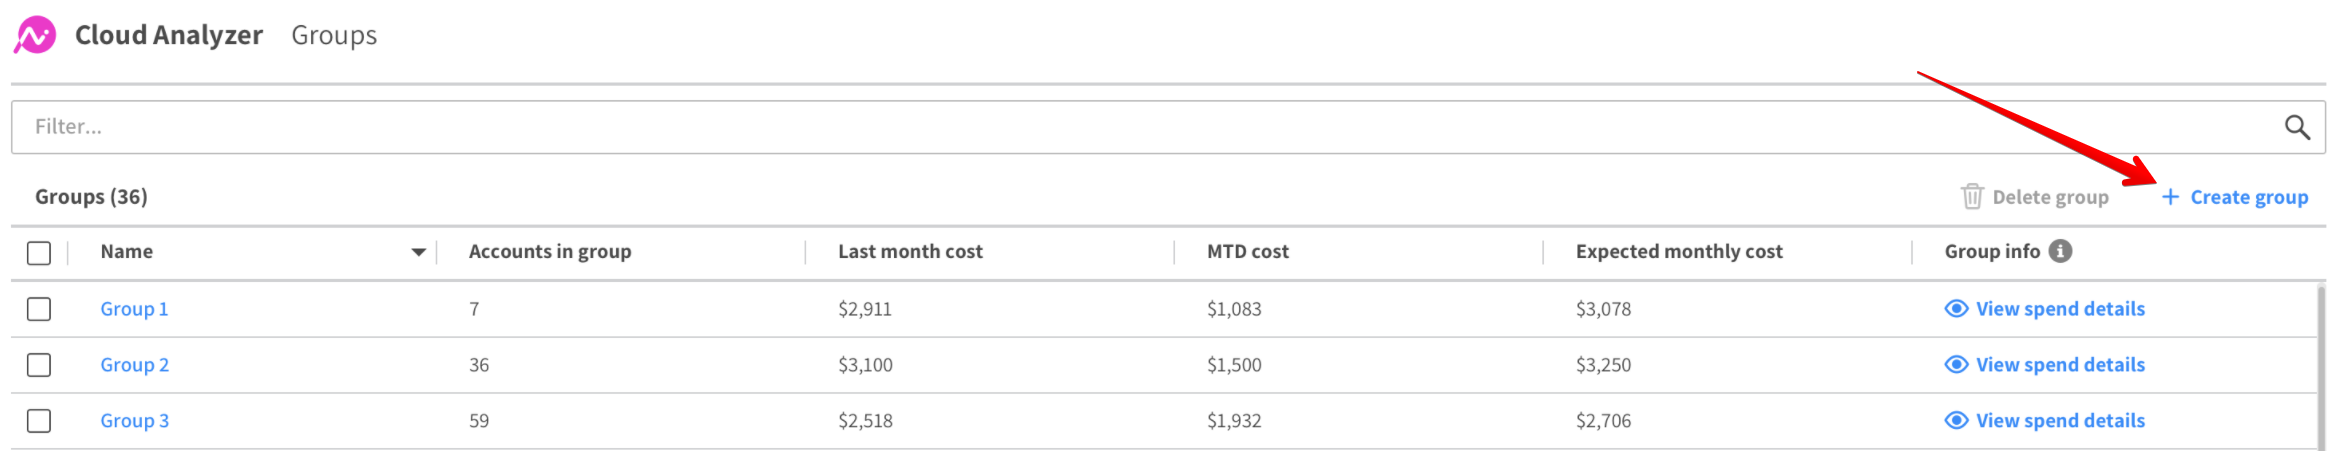 Cloud Analyzer Groups
Filter...
Groups (36) Delete group + Create group
Name Accounts in group Last month cost MTD cost Expected monthly cost Group info
Group 1 7 $2,911 $1,083 $3,078 View spend details
Group 2 36 $3,100 $1,500 $3,250 View spend details
Group 3 59 $2,518 $1,932 $2,706 View spend details